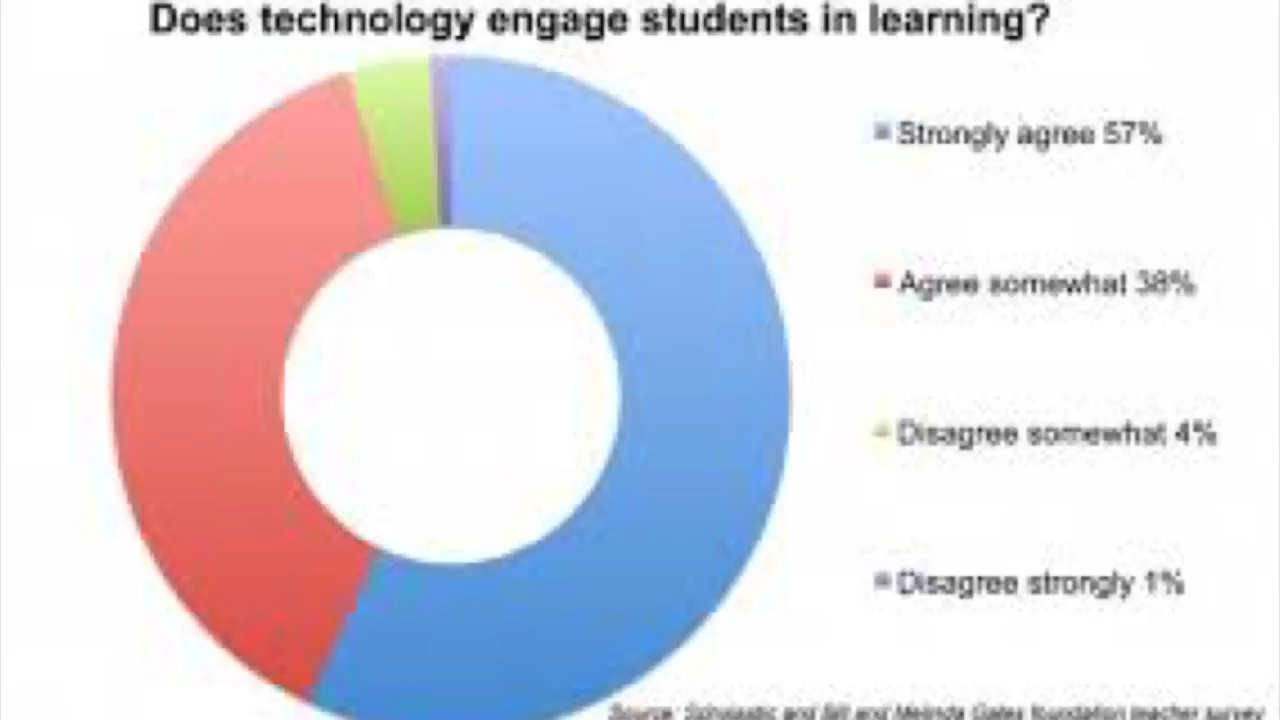 Does technology engage students in learning?
Strongly agree 57%
Agree somewhat 38%
Disagree somewhat 4%
Disagree strongly 1%
Source: Scholastic and Bill and Melinda Gates foundation teacher survey